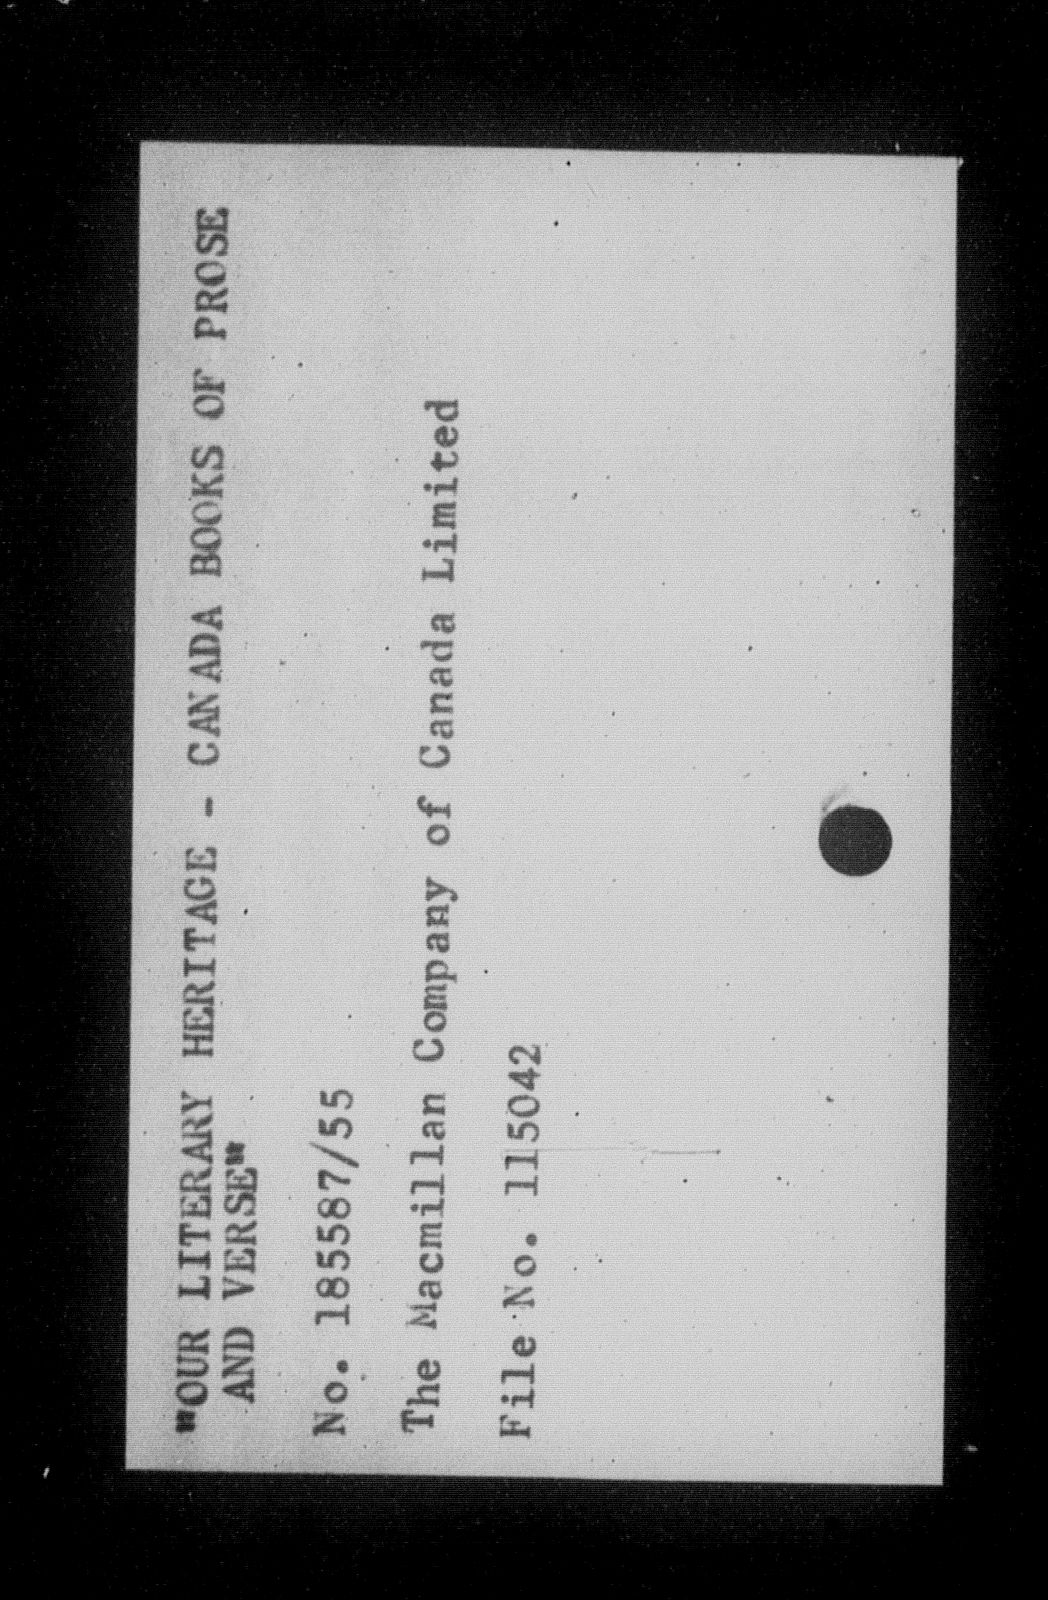 "OUR LITERARY HERITAGE - CANADA BOOKS OF PROSE
AND VERSE"
No. 185587/55
The Macmillan Company of Canada Limited
File No. 115042